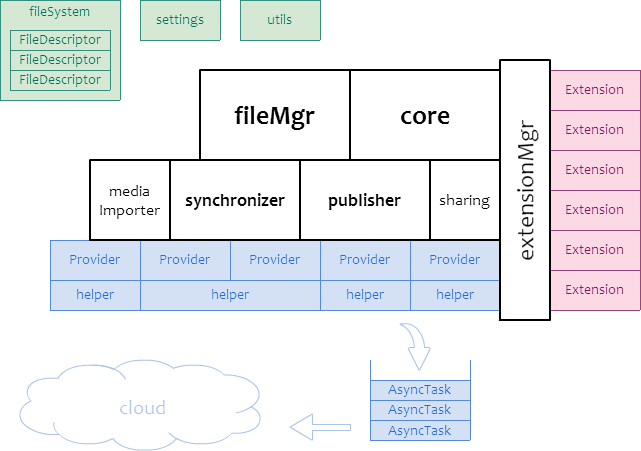 fileSystem
FileDescriptor
FileDescriptor
FileDescriptor
settings
utils
fileMgr
core
extensionMgr
Extension
Extension
Extension
Extension
Extension
Extension
media
Importer
synchronizer
publisher
sharing
Provider
Provider
Provider
Provider
Provider
helper
helper
helper
helper
cloud
AsyncTask
AsyncTask
AsyncTask